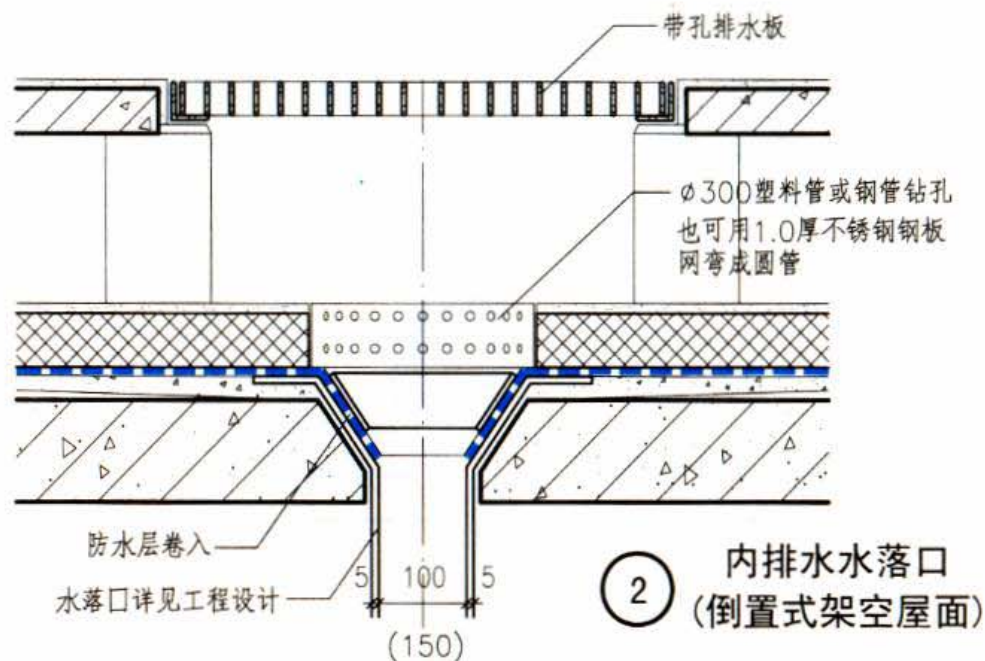 带孔排水板
ø300塑料管或钢管钻孔
也可用1.0厚不锈钢钢板
网弯成圆管
防水层卷入
水落口详见工程设计
5 100 5
(150)
2
内排水水落口
(倒置式架空屋面)